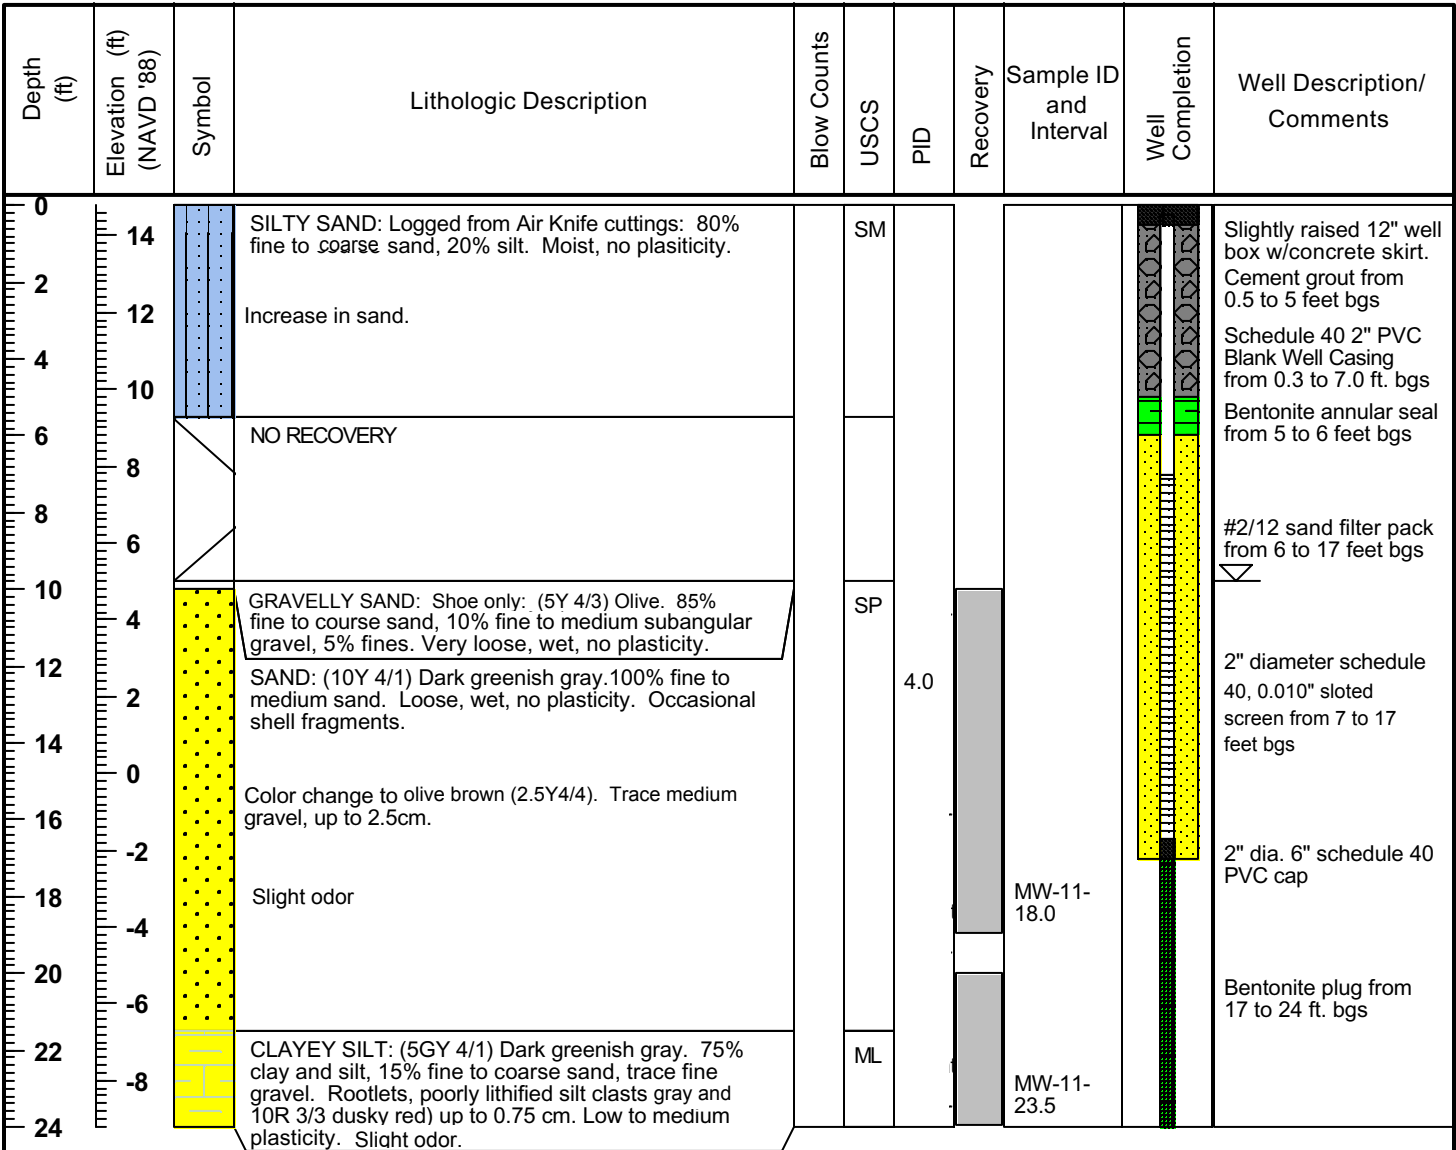 Depth
(ft)
Elevation (ft)
(NAVD '88)
Symbol
Lithologic Description
Blow Counts
USCS
PID
Recovery
Sample ID
and
Interval
Well
Completion
Well Description/
Comments
0
2
4
6
8
10
12
14
16
18
20
22
24
14
12
10
8
6
4
2
0
-2
-4
-6
-8
SILTY SAND: Logged from Air Knife cuttings: 80%
fine to coarse sand, 20% silt. Moist, no plasiticity.
Increase in sand.
NO RECOVERY
GRAVELLY SAND: Shoe only: (5Y 4/3) Olive. 85%
fine to course sand, 10% fine to medium subangular
gravel, 5% fines. Very loose, wet, no plasticity.
SAND: (10Y 4/1) Dark greenish gray.100% fine to
medium sand. Loose, wet, no plasticity. Occasional
shell fragments.
Color change to olive brown (2.5Y4/4). Trace medium
gravel, up to 2.5cm.
Slight odor
CLAYEY SILT: (5GY 4/1) Dark greenish gray. 75%
clay and silt, 15% fine to coarse sand, trace fine
gravel. Rootlets, poorly lithified silt clasts gray and
10R 3/3 dusky red) up to 0.75 cm. Low to medium
plasticity. Slight odor.
SM
SP
ML
4.0
MW-11-
18.0
MW-11-
23.5
Slightly raised 12" well
box w/concrete skirt.
Cement grout from
0.5 to 5 feet bgs
Schedule 40 2" PVC
Blank Well Casing
from 0.3 to 7.0 ft. bgs
Bentonite annular seal
from 5 to 6 feet bgs
#2/12 sand filter pack
from 6 to 17 feet bgs
2" diameter schedule
40, 0.010" sloted
screen from 7 to 17
feet bgs
2" dia. 6" schedule 40
PVC cap
Bentonite plug from
17 to 24 ft. bgs